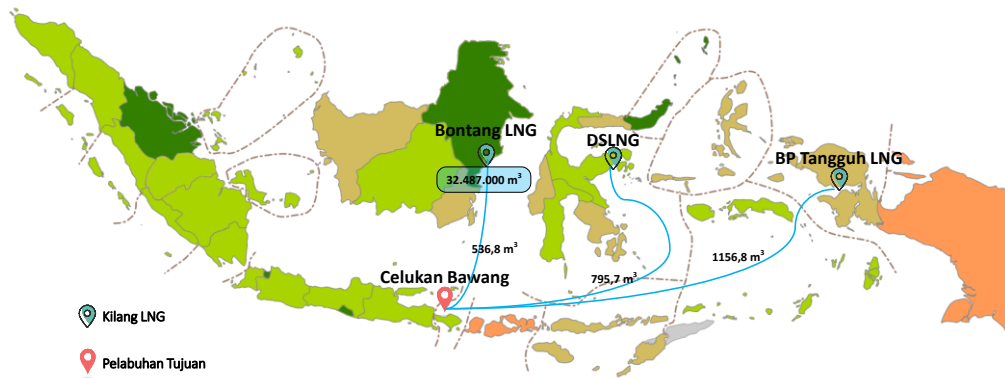 Bontang LNG
DSLNG
BP Tangguh LNG
32.487.000 m³
536,8 m³
795,7 m³
1156,8 m³
Celukan Bawang
Kilang LNG
Pelabuhan Tujuan